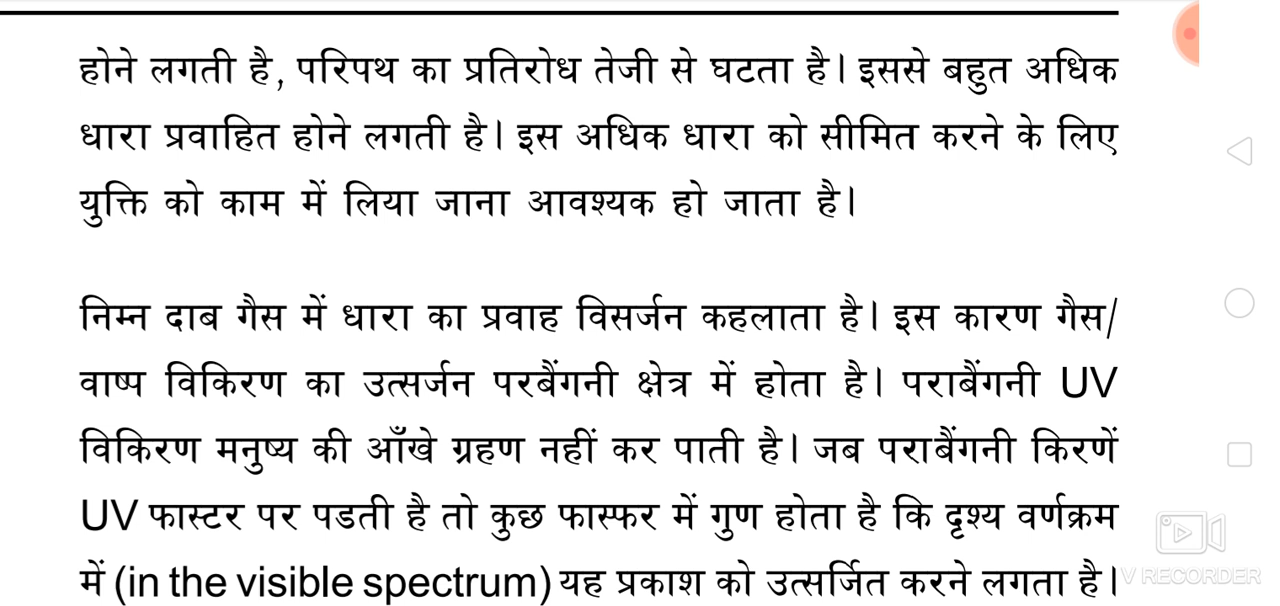 होने लगती है, परिपथ का प्रतिरोध तेजी से घटता है। इससे बहुत अधिक
धारा प्रवाहित होने लगती है। इस अधिक धारा को सीमित करने के लिए
युक्ति को काम में लिया जाना आवश्यक हो जाता है।
निम्न दाब गैस में धारा का प्रवाह विसर्जन कहलाता है। इस कारण गैस/
वाष्प विकिरण का उत्सर्जन परबैंगनी क्षेत्र में होता है। पराबैंगनी UV
विकिरण मनुष्य की आँखे ग्रहण नहीं कर पाती है। जब पराबैंगनी किरणें
UV फास्टर पर पडती है तो कुछ फास्फर में गुण होता है कि दृश्य वर्णक्रम
में (in the visible spectrum) यह प्रकाश को उत्सर्जित करने लगता है।
V RECORDER